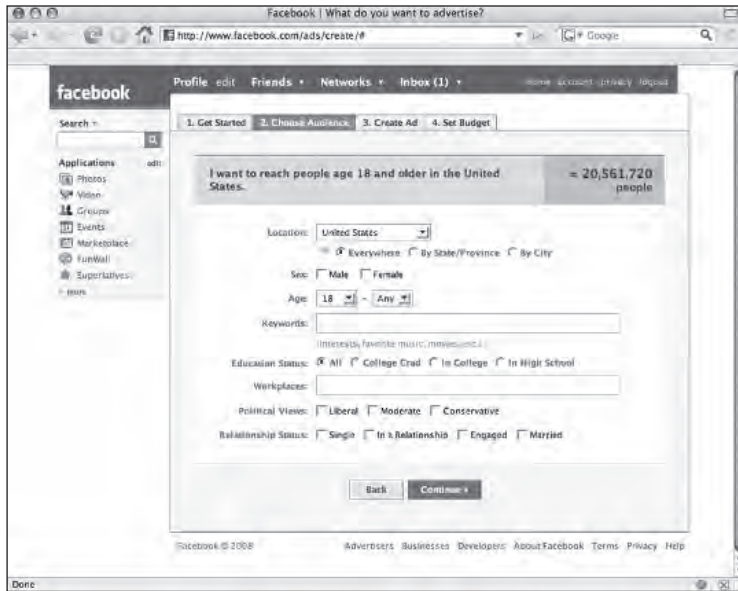 Facebook | What do you want to advertise?
http://www.facebook.com/ads/create/#
Google
facebook
Profile edit Friends Networks Inbox (1)
home account privacy logout
Search
1. Get Started 2. Choose Audience 3. Create Ad 4. Set Budget
Applications edit
Photos
Video
Groups
Events
Marketplace
FunWall
Superlatives
more
I want to reach people age 18 and older in the United
States.
= 20,561,720
people
Location: United States
Everywhere By State/Province By City
Sex: Male Female
Age: 18 - Any
Keywords:
(interests, favorite music, movies, etc.)
Education Status: All College Grad In College In High School
Workplaces:
Political Views: Liberal Moderate Conservative
Relationship Status: Single In a Relationship Engaged Married
Back Continue
Facebook © 2008
Advertisers Businesses Developers About Facebook Terms Privacy Help
Done